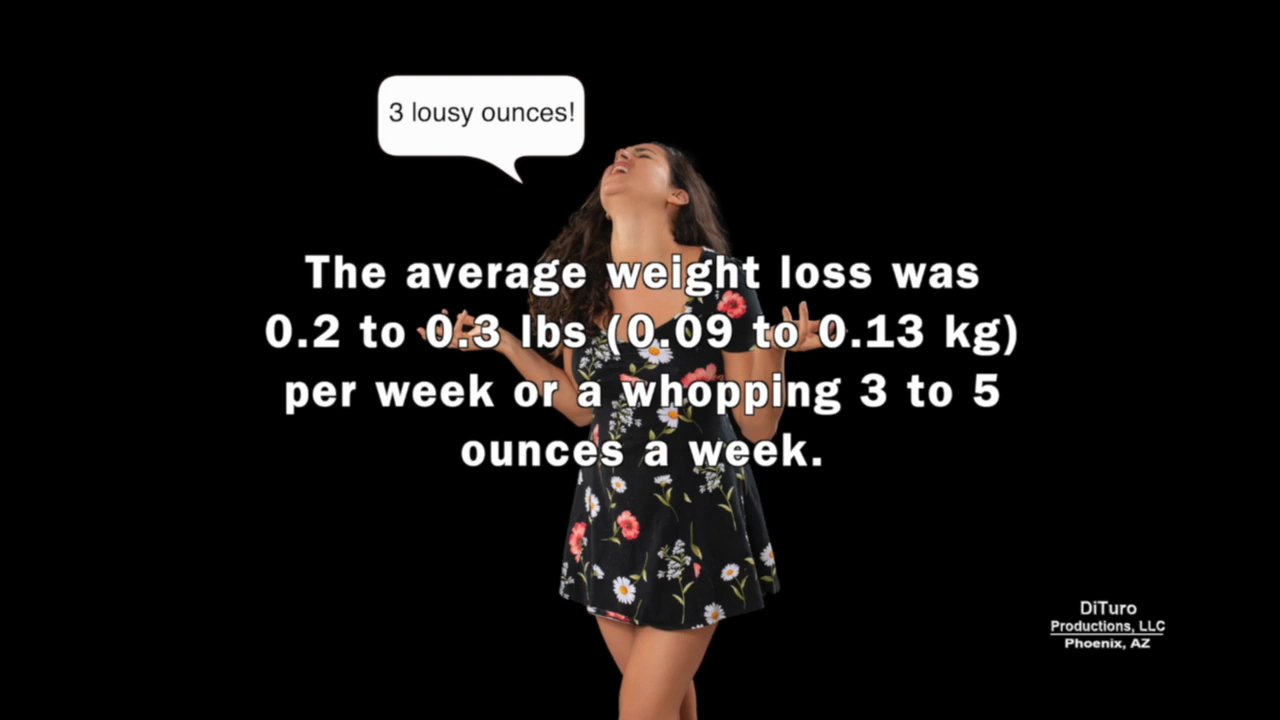 3 lousy ounces!
The average weight loss was
0.2 to 0.3 lbs (0.09 to 0.13 kg)
per week or a whopping 3 to 5
ounces a week.
DiTuro
Productions, LLC
Phoenix, AZ